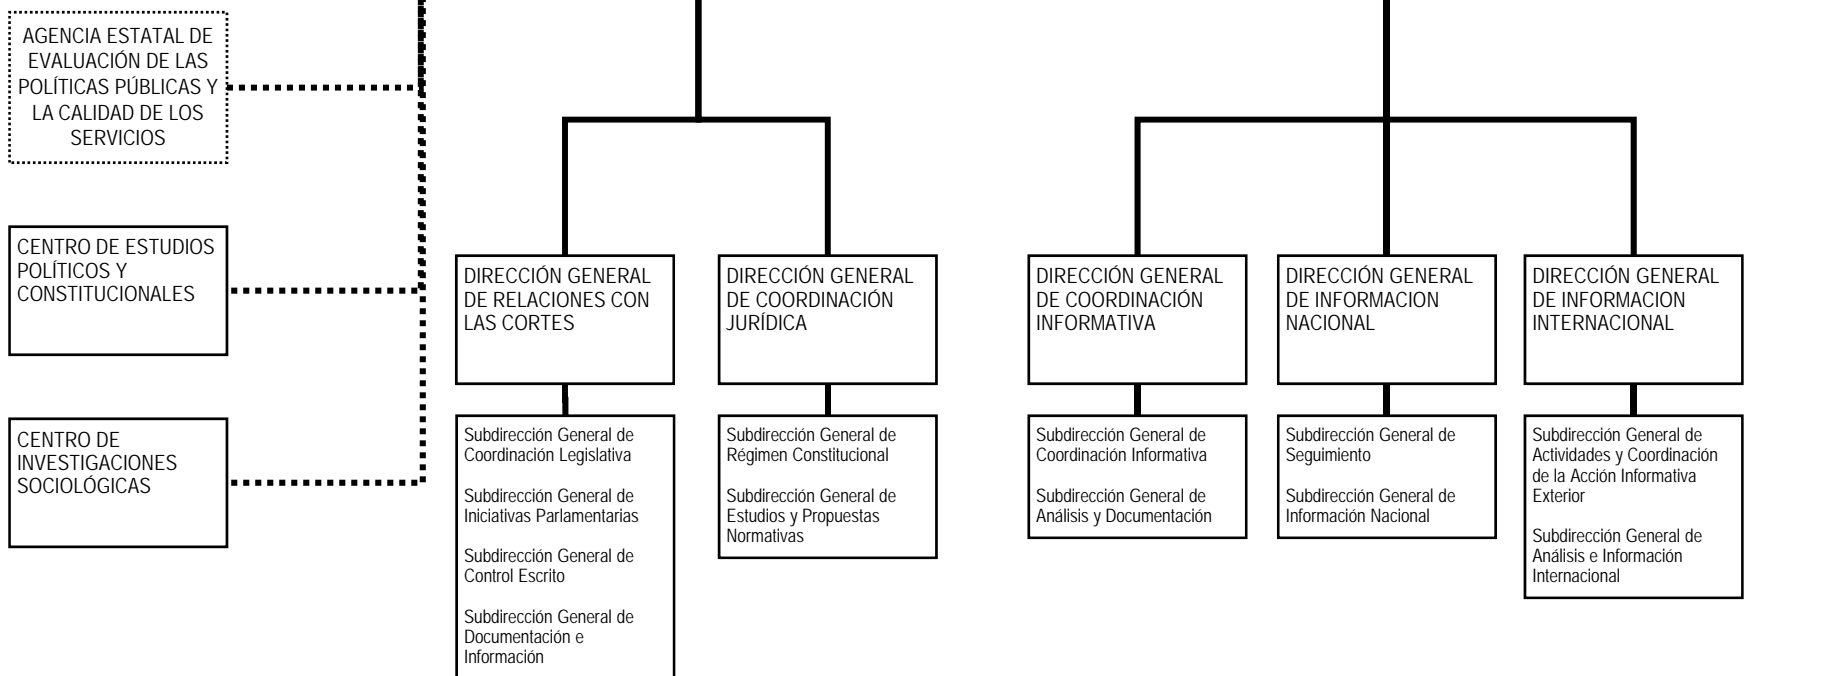 AGENCIA ESTATAL DE
EVALUACIÓN DE LAS
POLÍTICAS PÚBLICAS Y
LA CALIDAD DE LOS
SERVICIOS
CENTRO DE ESTUDIOS
POLÍTICOS Y
CONSTITUCIONALES
CENTRO DE
INVESTIGACIONES
SOCIOLÓGICAS
DIRECCIÓN GENERAL
DE RELACIONES CON
LAS CORTES
Subdirección General de
Coordinación Legislativa
Subdirección General de
Iniciativas Parlamentarias
Subdirección General de
Control Escrito
Subdirección General de
Documentación e
Información
DIRECCIÓN GENERAL
DE COORDINACIÓN
JURÍDICA
Subdirección General de
Régimen Constitucional
Subdirección General de
Estudios y Propuestas
Normativas
DIRECCIÓN GENERAL
DE COORDINACIÓN
INFORMATIVA
Subdirección General de
Coordinación Informativa
Subdirección General de
Análisis y Documentación
DIRECCIÓN GENERAL
DE INFORMACION
NACIONAL
Subdirección General de
Seguimiento
Subdirección General de
Información Nacional
DIRECCIÓN GENERAL
DE INFORMACION
INTERNACIONAL
Subdirección General de
Actividades y Coordinación
de la Acción Informativa
Exterior
Subdirección General de
Análisis e Información
Internacional